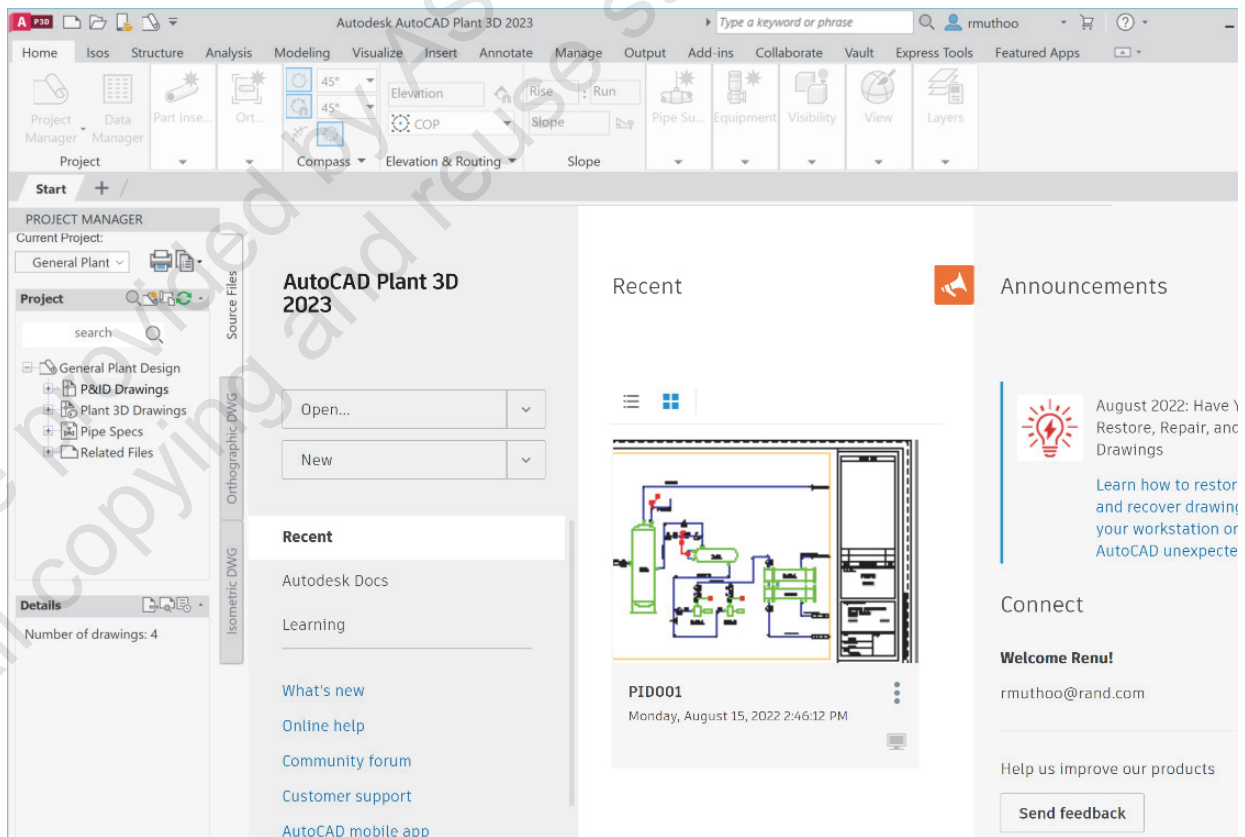 A P3D
Autodesk AutoCAD Plant 3D 2023
Type a keyword or phrase
rmuthoo
Home Isos Structure Analysis Modeling Visualize Insert Annotate Manage Output Add-ins Collaborate Vault Express Tools Featured Apps
45°
Elevation
Rise : Run
45°
COP
Slope
Project Manager
Data Manager
Part Inse...
Ort...
Pipe Su...
Equipment
Visibility
View
Layers
Project
Compass
Elevation & Routing
Slope
Start
PROJECT MANAGER
Current Project:
General Plant
Project
search
General Plant Design
P&ID Drawings
Plant 3D Drawings
Pipe Specs
Related Files
Details
Number of drawings: 4
Source Files
Orthographic DWG
Isometric DWG
AutoCAD Plant 3D
2023
Open...
New
Recent
Autodesk Docs
Learning
What's new
Online help
Community forum
Customer support
AutoCAD mobile app
Recent
PID001
Monday, August 15, 2022 2:46:12 PM
Announcements
August 2022: Have Y
Restore, Repair, and
Drawings
Learn how to restor
and recover drawing
your workstation or
AutoCAD unexpecte
Connect
Welcome Renu!
rmuthoo@rand.com
Help us improve our products
Send feedback
provided by AS
copying and reuse s